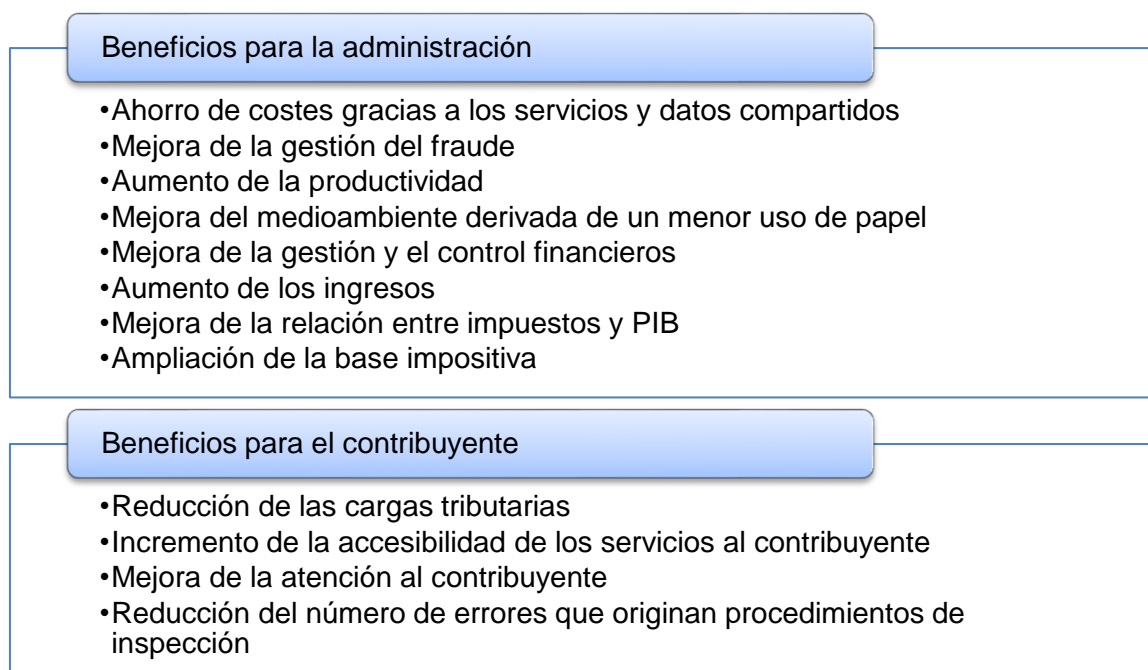 Beneficios para la administración
•Ahorro de costes gracias a los servicios y datos compartidos
•Mejora de la gestión del fraude
•Aumento de la productividad
•Mejora del medioambiente derivada de un menor uso de papel
•Mejora de la gestión y el control financieros
•Aumento de los ingresos
•Mejora de la relación entre impuestos y PIB
•Ampliación de la base impositiva
Beneficios para el contribuyente
•Reducción de las cargas tributarias
•Incremento de la accesibilidad de los servicios al contribuyente
•Mejora de la atención al contribuyente
•Reducción del número de errores que originan procedimientos de
inspección